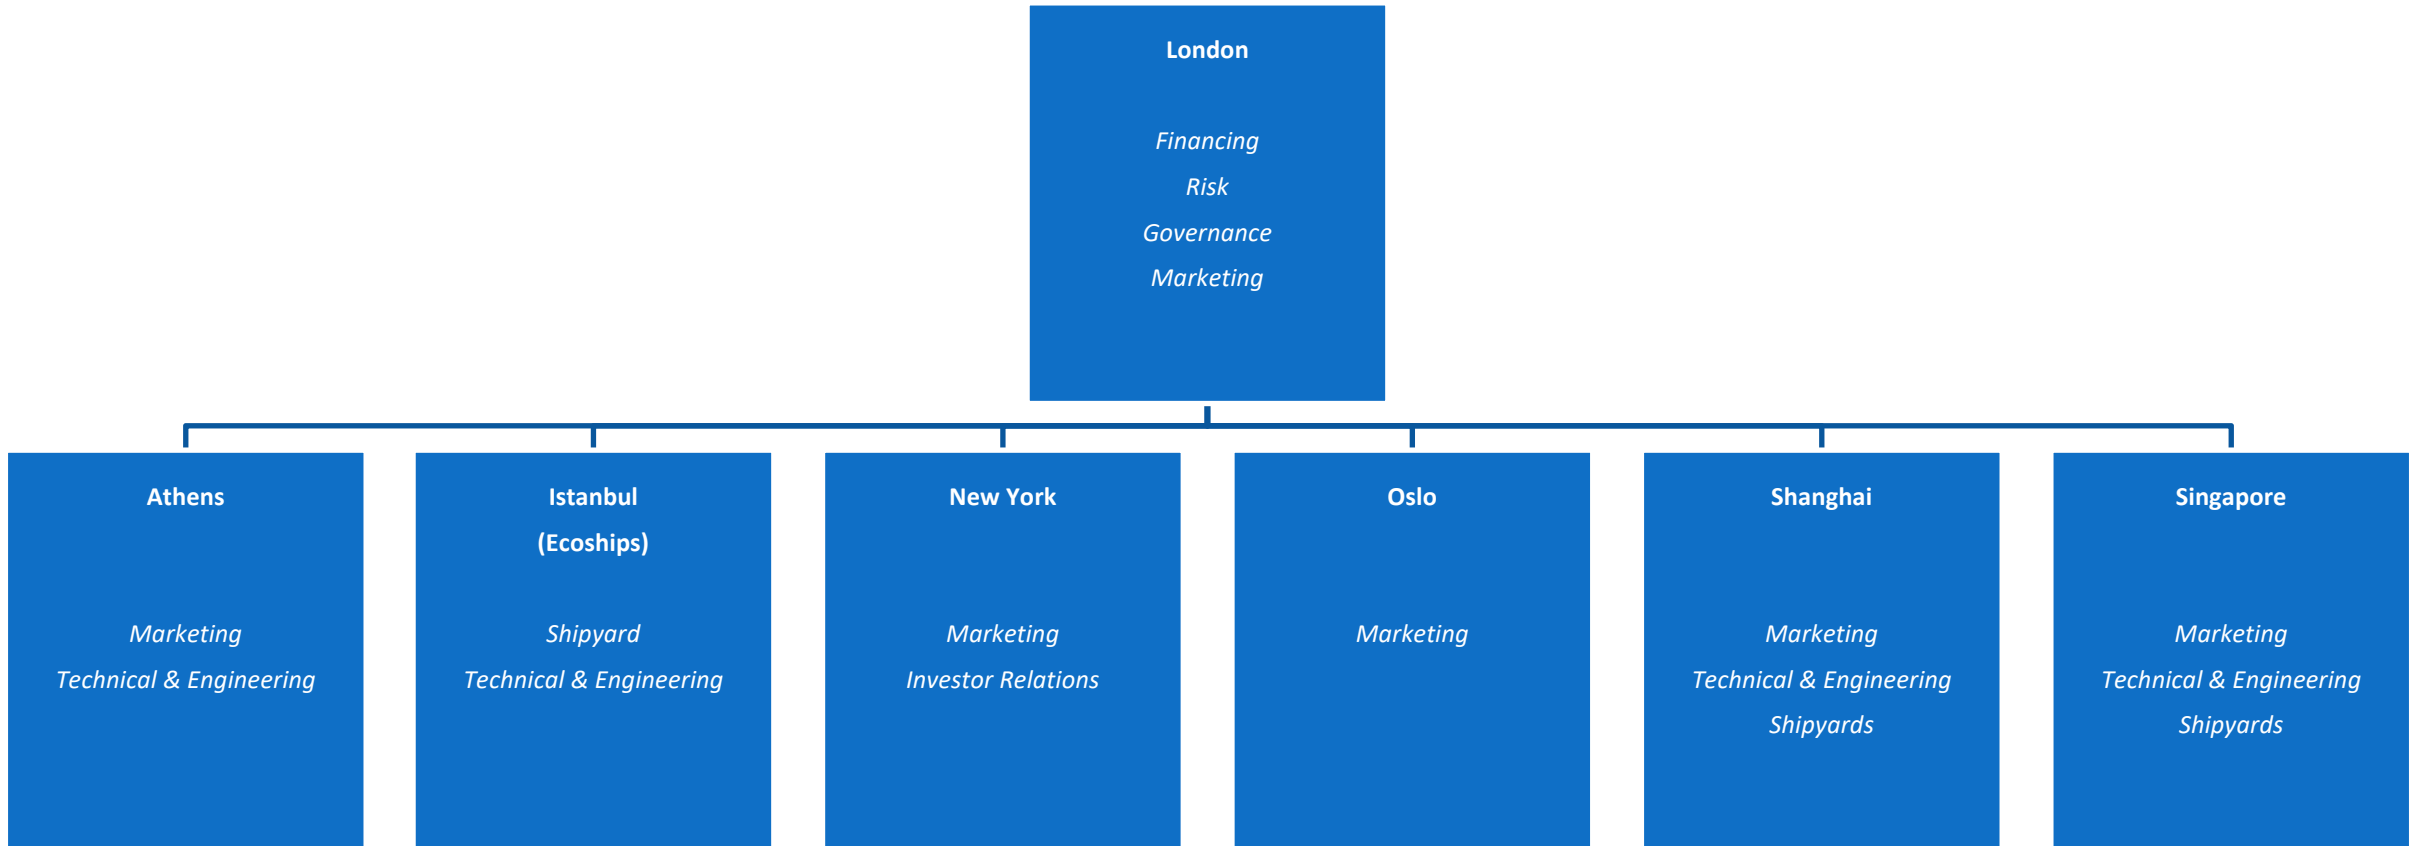 London
Financing
Risk
Governance
Marketing
Athens
Marketing
Technical & Engineering
Istanbul
(Ecoships)
Shipyard
Technical & Engineering
New York
Marketing
Investor Relations
Oslo
Marketing
Shanghai
Marketing
Technical & Engineering
Shipyards
Singapore
Marketing
Technical & Engineering
Shipyards